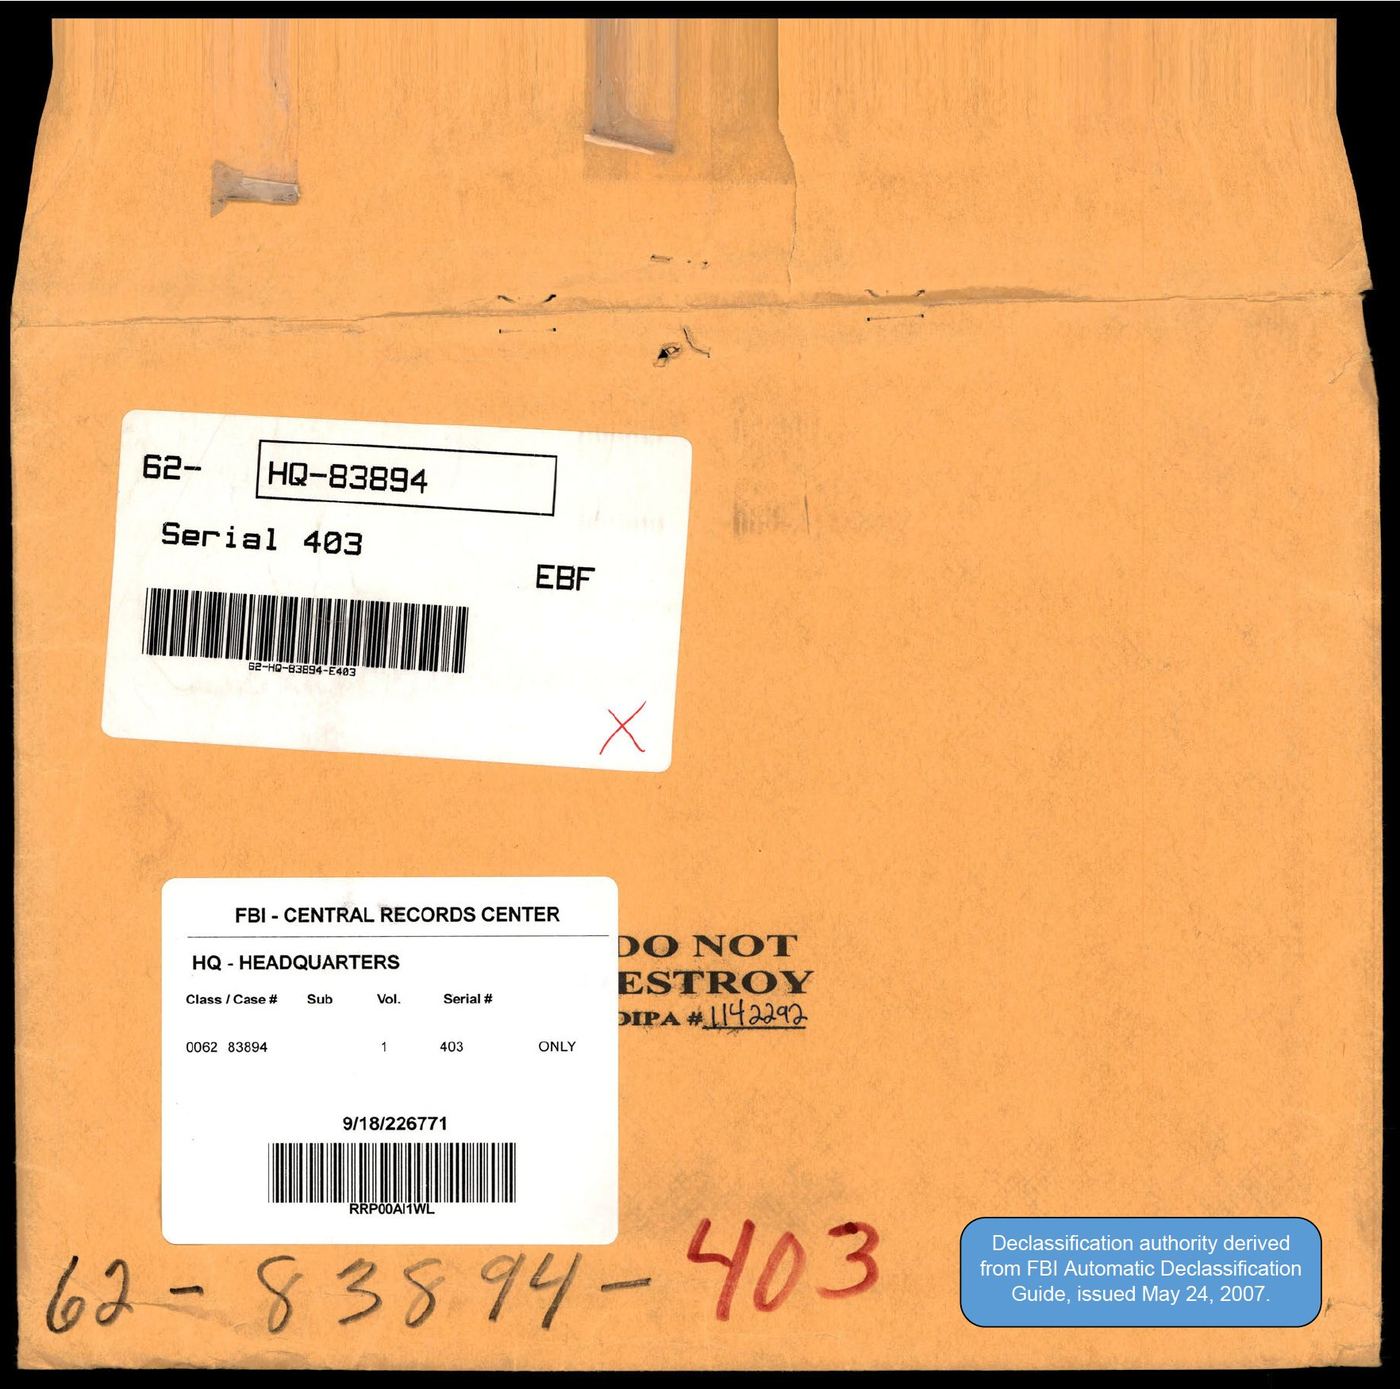 62- HQ-83894
Serial 403
EBF
62-HQ-83894-E403
X
FBI - CENTRAL RECORDS CENTER
HQ - HEADQUARTERS
Class / Case # Sub Vol. Serial #
0062 83894 1 403 ONLY
9/18/226771
RRP00AI1WL
DO NOT
ESTROY
OIPA # 1142292
62-83894-403
Declassification authority derived
from FBI Automatic Declassification
Guide, issued May 24, 2007.